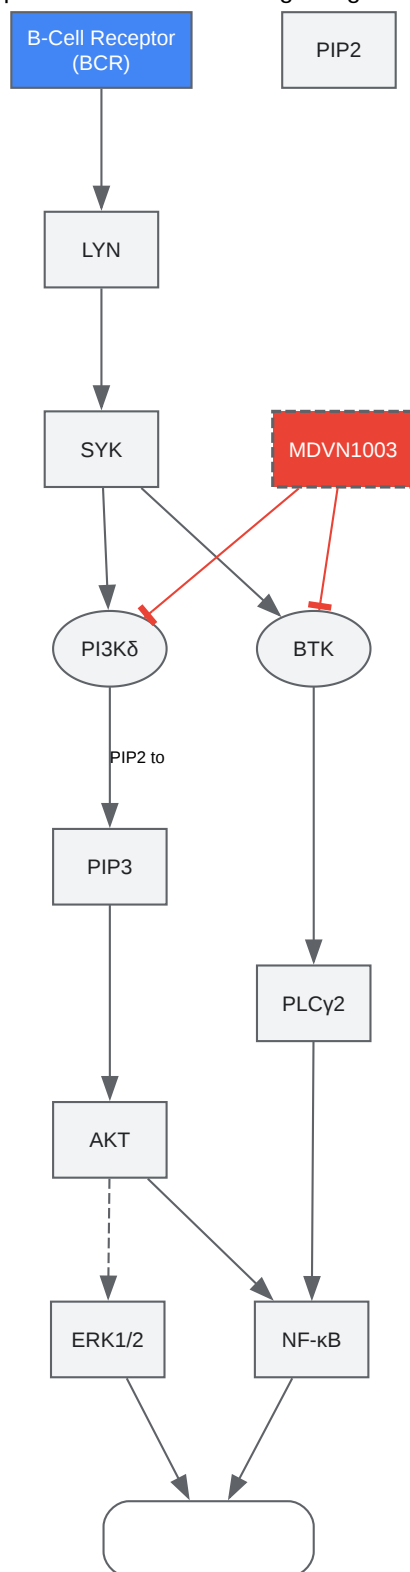 B-Cell Receptor
(BCR)
PIP2
LYN
SYK
MDVN1003
PI3Kδ
BTK
PIP2 to
PIP3
PLCγ2
AKT
ERK1/2
NF-κB